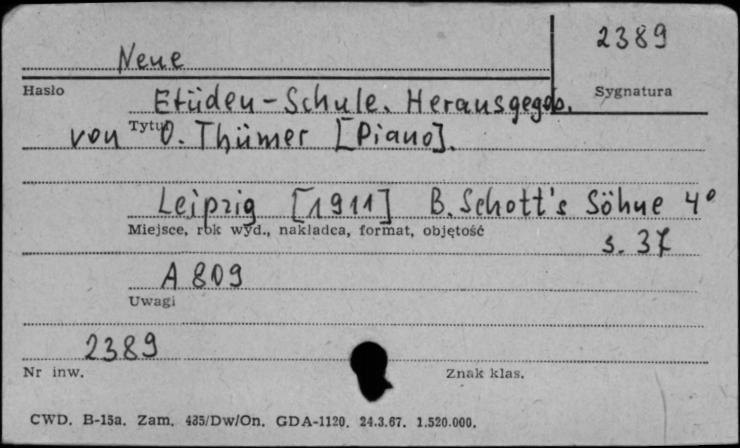 Neue
2389
Hasło
Sygnatura
Etüden-Schule. Herausgegeb.
Tytuł
von O. Thümer [Piano].
Leipzig [1911] B. Schott's Söhne 4°
Miejsce, rok wyd., nakładca, format, objętość
s. 37
A 809
Uwagi
2389
Nr inw.
Znak klas.
CWD. B-15a. Zam. 435/Dw/On. GDA-1120. 24.3.67. 1.520.000.